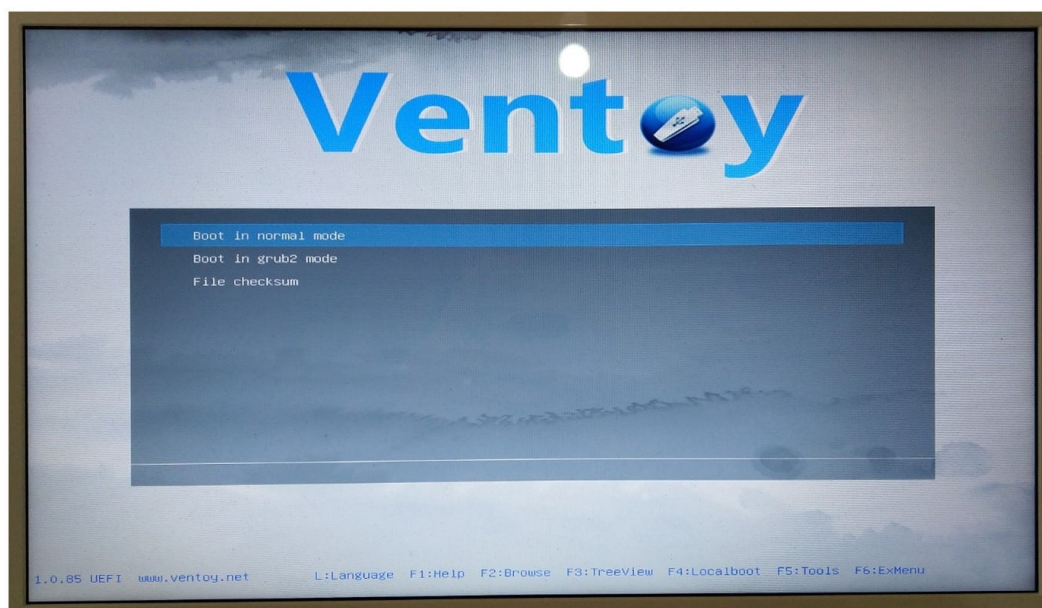 Ventoy
Boot in normal mode
Boot in grub2 mode
File checksum
1.0.85 UEFI www.ventoy.net L:Language F1:Help F2:Browse F3:TreeView F4:Localboot F5:Tools F6:ExMenu